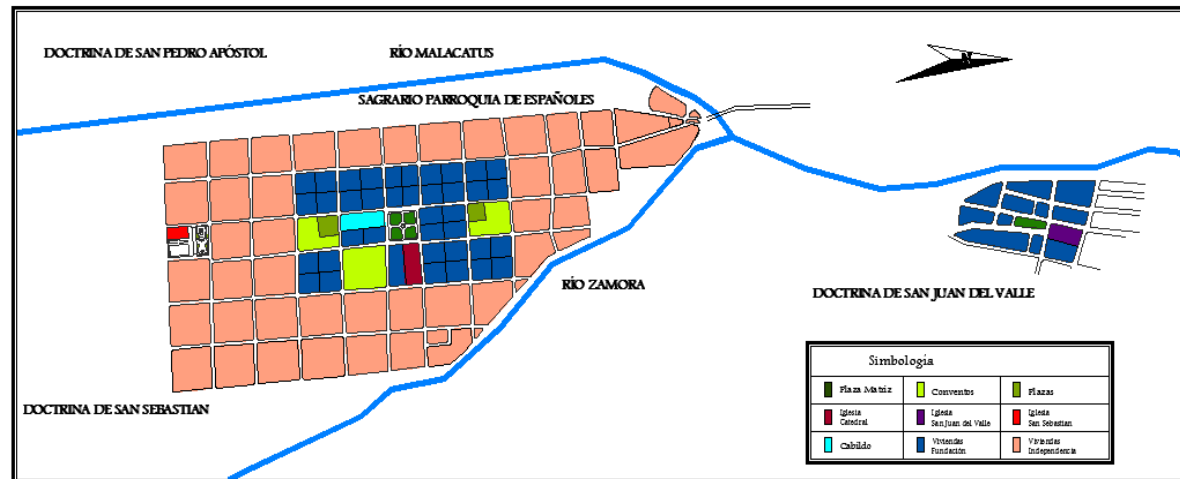 DOCTRINA DE SAN PEDRO APÓSTOL
RÍO MALACATUS
N
SAGRARIO PARROQUIA DE ESPAÑOLES
RÍO ZAMORA
DOCTRINA DE SAN JUAN DEL VALLE
DOCTRINA DE SAN SEBASTIAN
Simbología
Plaza Matriz
Conventos
Plazas
Iglesia
Catedral
Iglesia
San Juan del Valle
Iglesia
San Sebastian
Cabildo
Viviendas
Fundación
Viviendas
Independencia